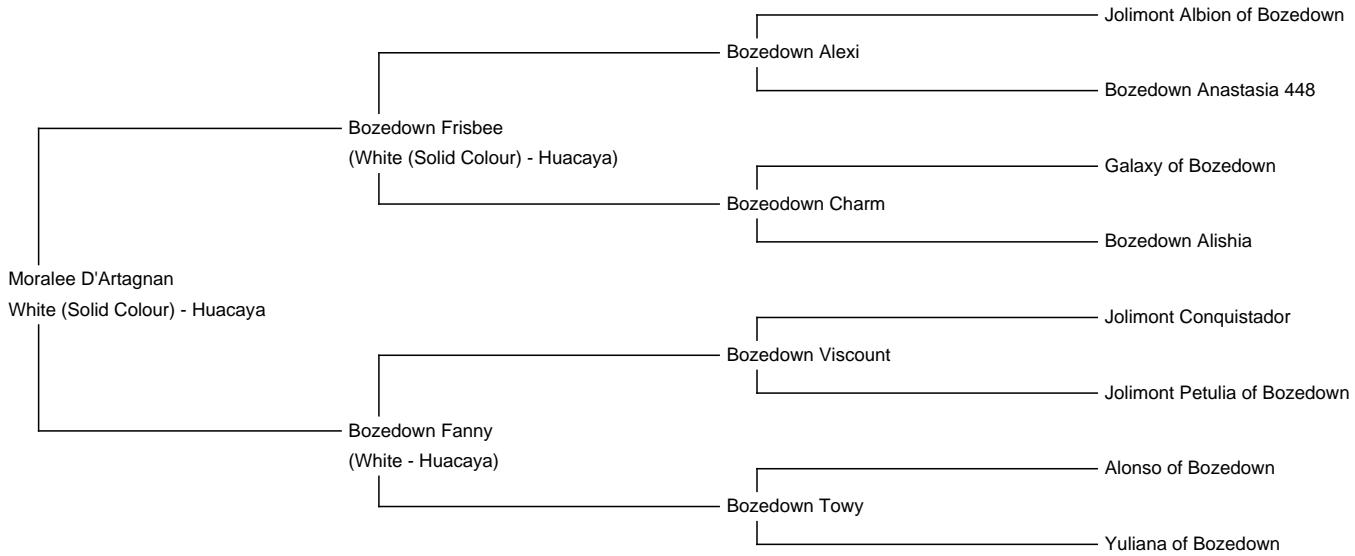 Jolimont Albion of Bozedown
Bozedown Alexi
Bozedown Anastasia 448
Bozedown Frisbee
(White (Solid Colour) - Huacaya)
Galaxy of Bozedown
Bozeodown Charm
Bozedown Alishia
Moralee D'Artagnan
White (Solid Colour) - Huacaya
Jolimont Conquistador
Bozedown Viscount
Jolimont Petulia of Bozedown
Bozedown Fanny
(White - Huacaya)
Alonso of Bozedown
Bozedown Towy
Yuliana of Bozedown